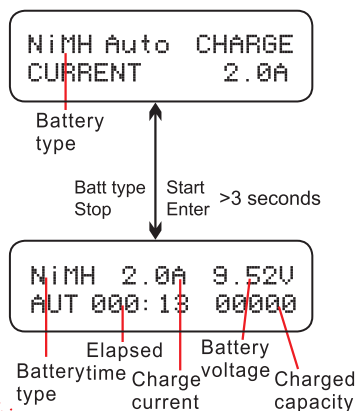 NiMH Auto CHARGE
CURRENT 2.0A
Battery
type
Batt type
Stop
Start
Enter
>3 seconds
NiMH 2.0A 9.52V
AUT 000:13 00000
Battery
type
Elapsed
time
Charge
current
Battery
voltage
Charged
capacity